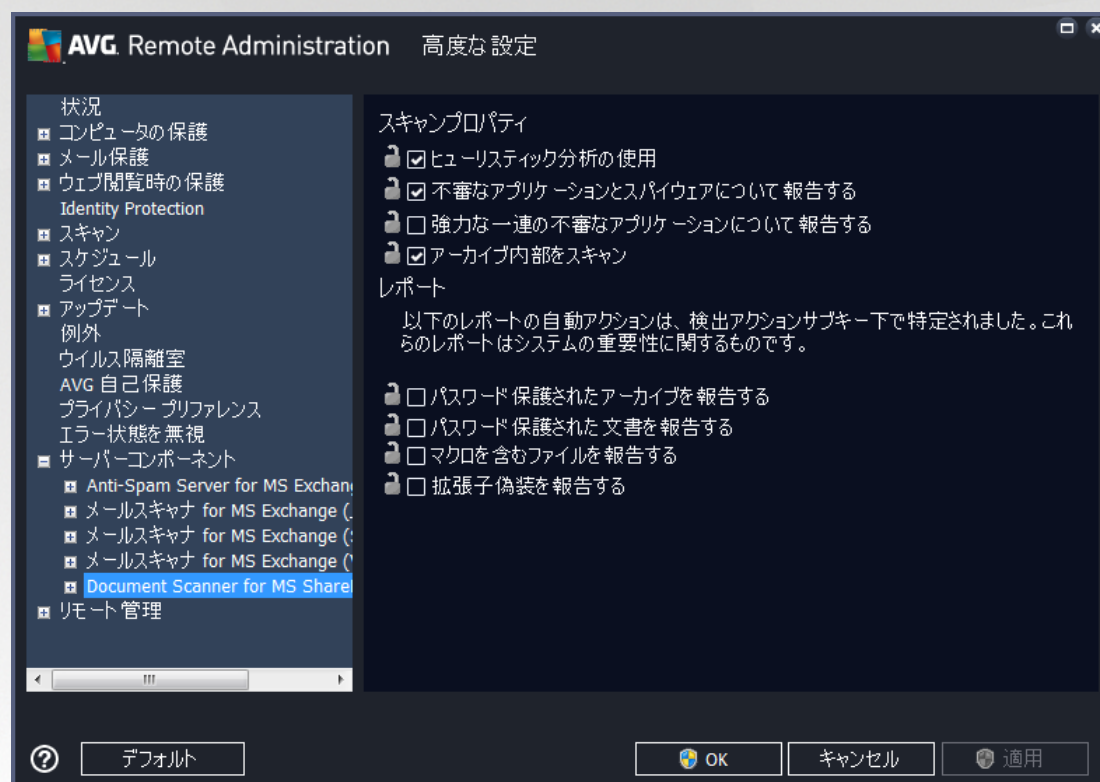 AVG. Remote Administration 高度な設定
状況
コンピュータの保護
メール保護
ウェブ閲覧時の保護
Identity Protection
スキャン
スケジュール
ライセンス
アップデート
例外
ウイルス隔離室
AVG 自己保護
プライバシー プリファレンス
エラー状態を無視
サーバーコンポーネント
Anti-Spam Server for MS Exchan
メールスキャナ for MS Exchange (
メールスキャナ for MS Exchange (
メールスキャナ for MS Exchange (
Document Scanner for MS Share
リモート管理
スキャンプロパティ
ヒューリスティック分析の使用
不審なアプリケーションとスパイウェアについて報告する
強力な一連の不審なアプリケーションについて報告する
アーカイブ内部をスキャン
レポート
以下のレポートの自動アクションは、検出アクションサブキー下で特定されました。これ
らのレポートはシステムの重要性に関するものです。
パスワード保護されたアーカイブを報告する
パスワード保護された文書を報告する
マクロを含むファイルを報告する
拡張子偽装を報告する
デフォルト
OK
キャンセル
適用